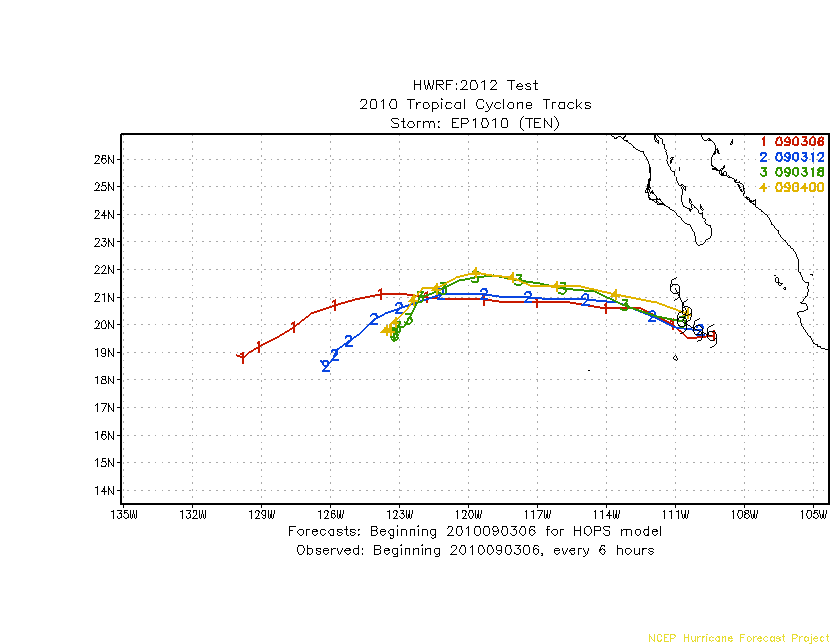 HWRF:2012 Test
2010 Tropical Cyclone Tracks
Storm: EP1010 (TEN)
1 090306
2 090312
3 090318
4 090400
26N
25N
24N
23N
22N
21N
20N
19N
18N
17N
16N
15N
14N
135W 132W 129W 126W 123W 120W 117W 114W 111W 108W 105W
Forecasts: Beginning 2010090306 for HOPS model
Observed: Beginning 2010090306, every 6 hours
NCEP Hurricane Forecast Project